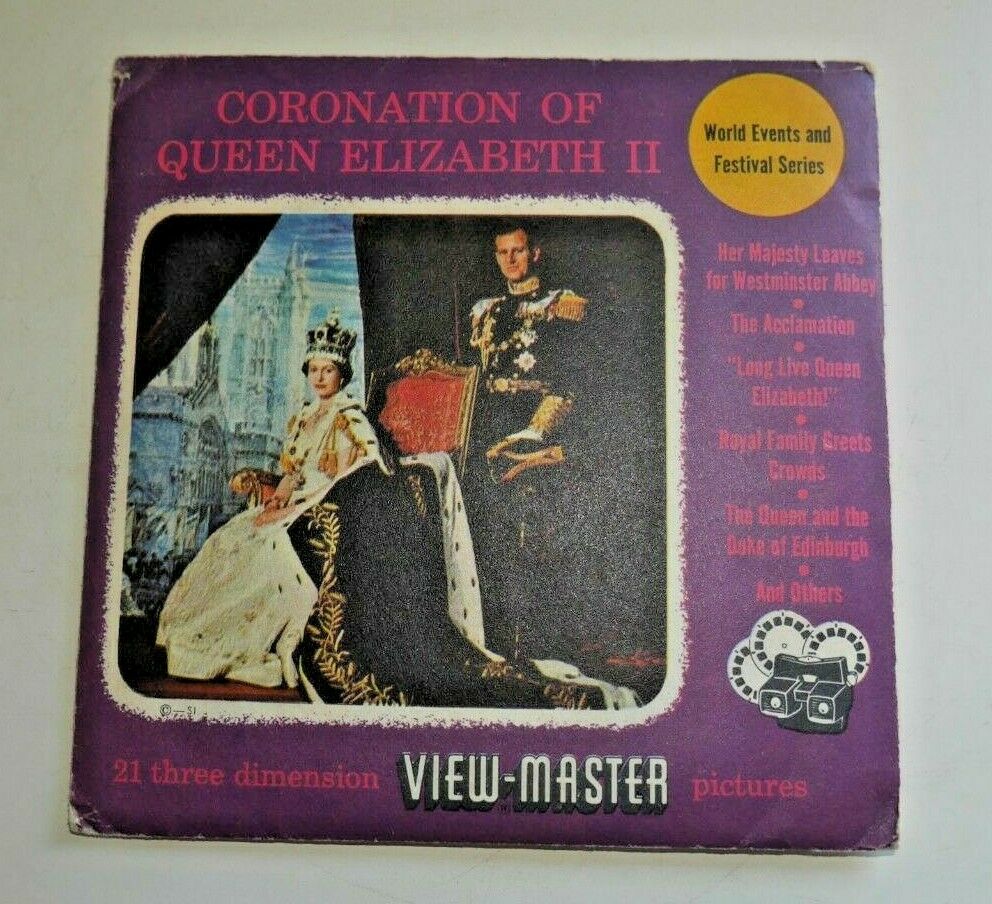 CORONATION OF
QUEEN ELIZABETH II
World Events and
Festival Series
Her Majesty Leaves
for Westminster Abbey
•
The Acclamation
•
"Long Live Queen
Elizabeth!"
•
Royal Family Greets
Crowds
•
The Queen and the
Duke of Edinburgh
•
And Others
©—S1
21 three dimension VIEW-MASTER pictures